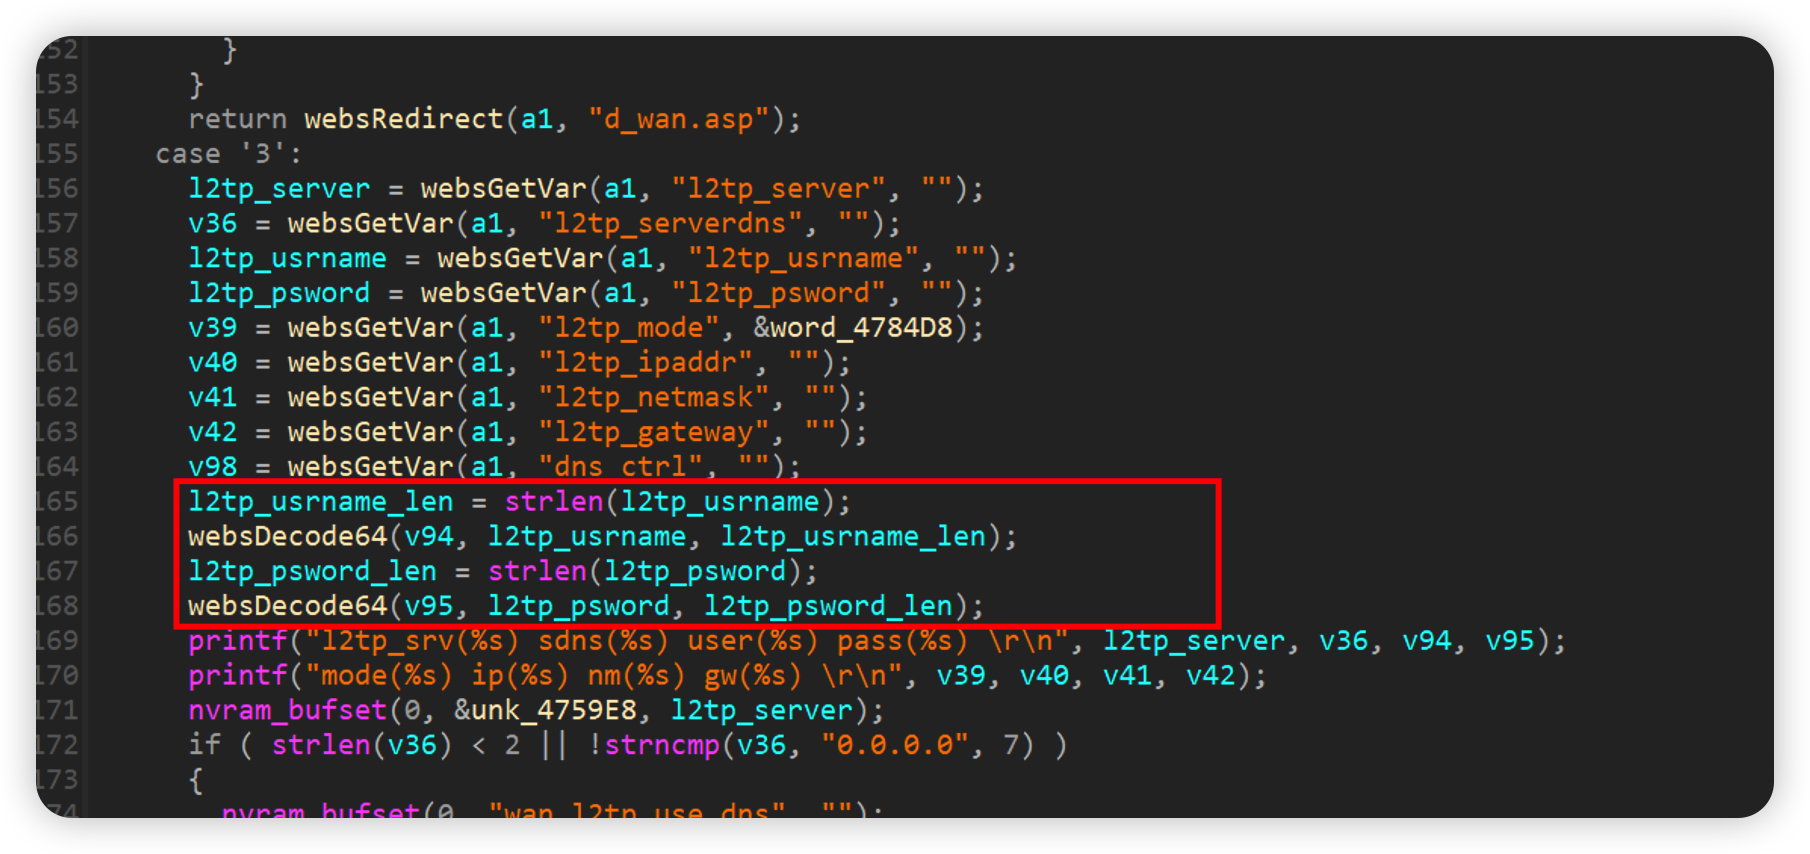 152 }
153 }
154 return websRedirect(a1, "d_wan.asp");
155 case '3':
156 l2tp_server = websGetVar(a1, "l2tp_server", "");
157 v36 = websGetVar(a1, "l2tp_serverdns", "");
158 l2tp_usrname = websGetVar(a1, "l2tp_usrname", "");
159 l2tp_psword = websGetVar(a1, "l2tp_psword", "");
160 v39 = websGetVar(a1, "l2tp_mode", &word_4784D8);
161 v40 = websGetVar(a1, "l2tp_ipaddr", "");
162 v41 = websGetVar(a1, "l2tp_netmask", "");
163 v42 = websGetVar(a1, "l2tp_gateway", "");
164 v98 = websGetVar(a1, "dns_ctrl", "");
165 l2tp_usrname_len = strlen(l2tp_usrname);
166 websDecode64(v94, l2tp_usrname, l2tp_usrname_len);
167 l2tp_psword_len = strlen(l2tp_psword);
168 websDecode64(v95, l2tp_psword, l2tp_psword_len);
169 printf("l2tp_srv(%s) sdns(%s) user(%s) pass(%s) \r\n", l2tp_server, v36, v94, v95);
170 printf("mode(%s) ip(%s) nm(%s) gw(%s) \r\n", v39, v40, v41, v42);
171 nvram_bufset(0, &unk_4759E8, l2tp_server);
172 if ( strlen(v36) < 2 || !strncmp(v36, "0.0.0.0", 7) )
173 {
174 nvram_bufset(0, "wan_l2tp_use_dns", "");